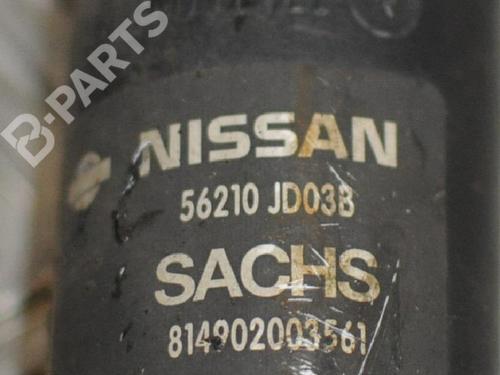 B-PARTS
NISSAN
56210 JD03B
SACHS
814902003561